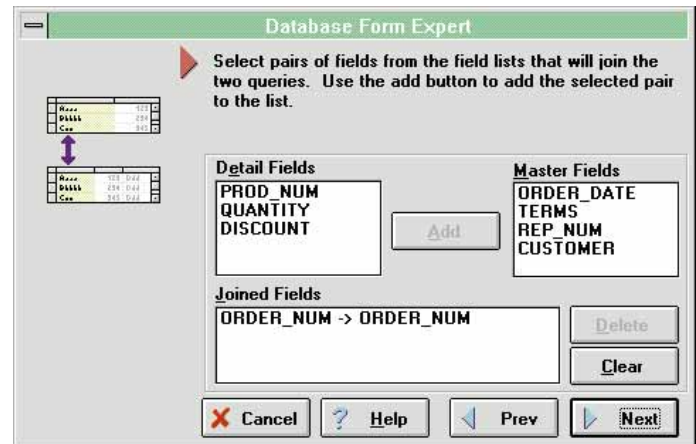 Database Form Expert
Select pairs of fields from the field lists that will join the
two queries. Use the add button to add the selected pair
to the list.
Detail Fields
Master Fields
PROD_NUM
QUANTITY
DISCOUNT
Add
ORDER_DATE
TERMS
REP_NUM
CUSTOMER
Joined Fields
ORDER_NUM -> ORDER_NUM
Delete
Clear
Cancel
Help
Prev
Next